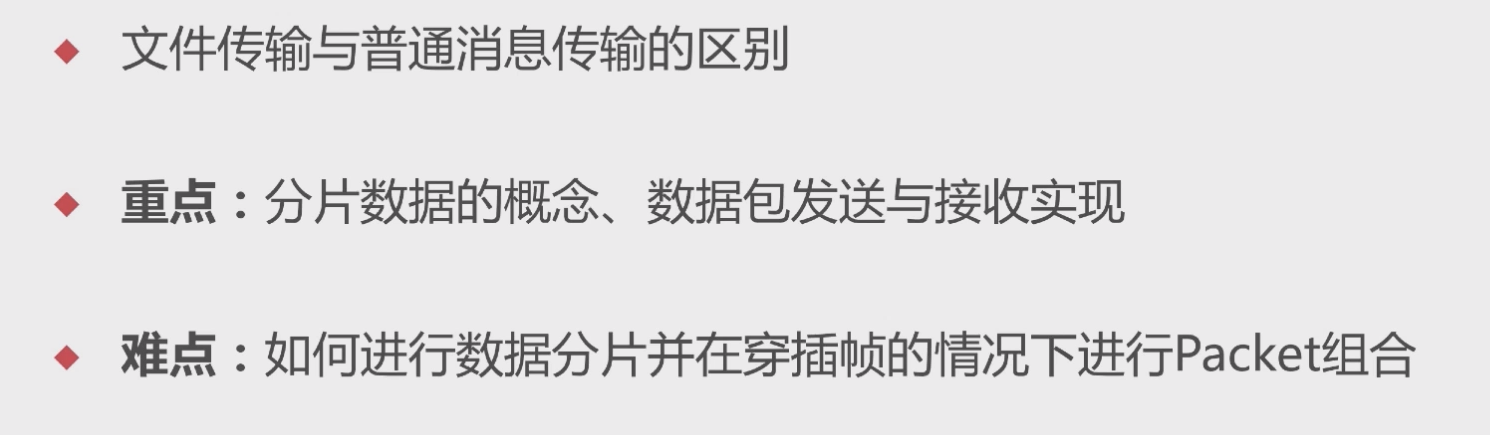 文件传输与普通消息传输的区别
重点：分片数据的概念、数据包发送与接收实现
难点：如何进行数据分片并在穿插帧的情况下进行Packet组合